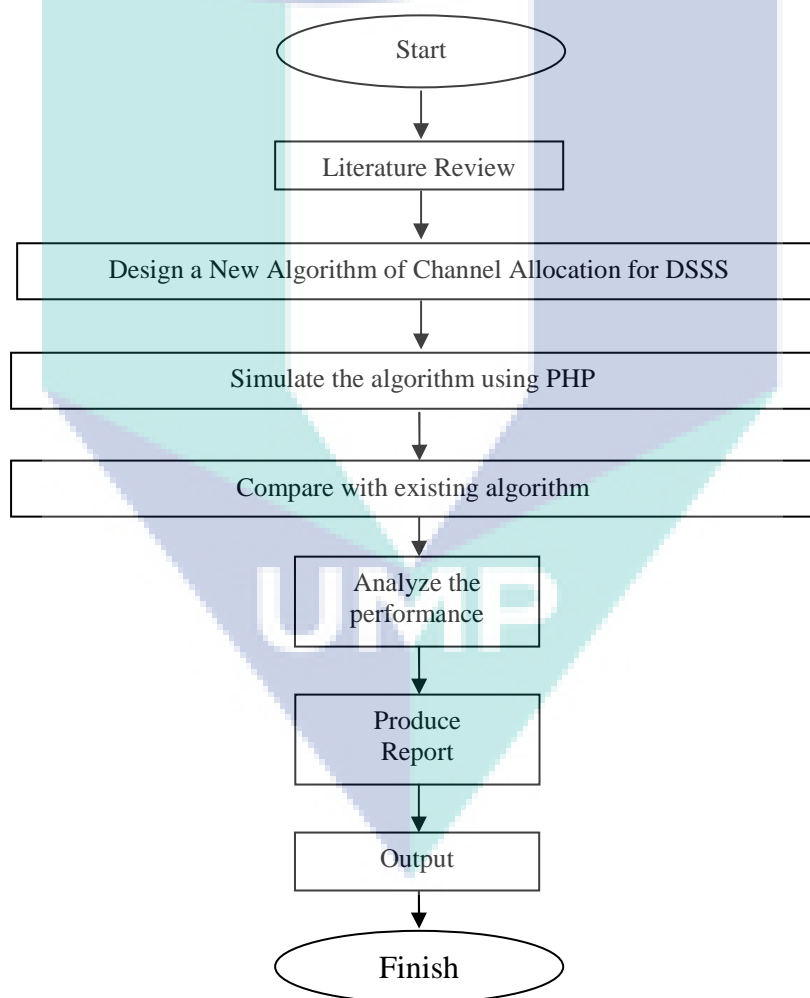 Start
Literature Review
Design a New Algorithm of Channel Allocation for DSSS
Simulate the algorithm using PHP
Compare with existing algorithm
UMP
Analyze the
performance
Produce
Report
Output
Finish